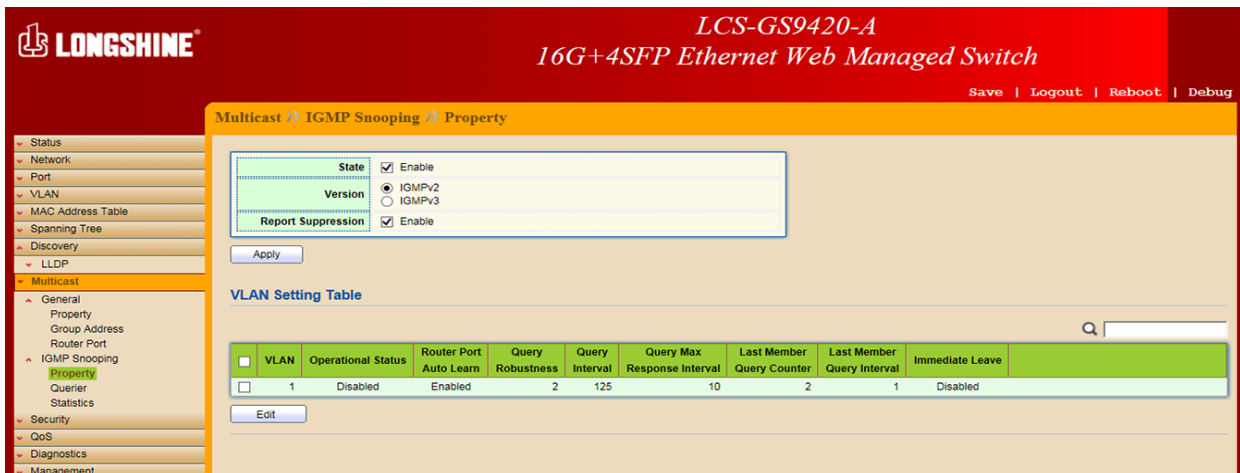 LONGSHINE®
LCS-GS9420-A
16G+4SFP Ethernet Web Managed Switch
Save | Logout | Reboot | Debug
Multicast » IGMP Snooping » Property
Status
Network
Port
VLAN
MAC Address Table
Spanning Tree
Discovery
LLDP
Multicast
General
Property
Group Address
Router Port
IGMP Snooping
Property
Querier
Statistics
Security
QoS
Diagnostics
Management
State Enable
Version IGMPv2
IGMPv3
Report Suppression Enable
Apply
VLAN Setting Table
VLAN Operational Status Router Port Auto Learn Query Robustness Query Interval Query Max Response Interval Last Member Query Counter Last Member Query Interval Immediate Leave
1 Disabled Enabled 2 125 10 2 1 Disabled
Edit